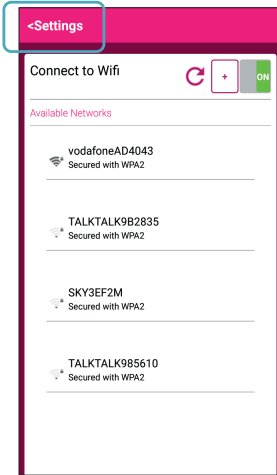 <Settings
Connect to Wifi
+
ON
Available Networks
vodafoneAD4043
Secured with WPA2
TALKTALK9B2835
Secured with WPA2
SKY3EF2M
Secured with WPA2
TALKTALK985610
Secured with WPA2